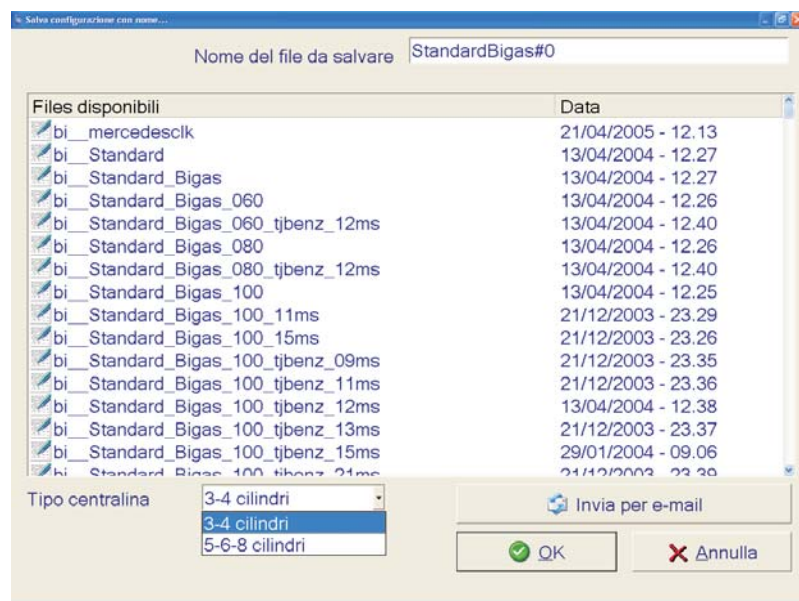 Salva configurazione con nome...
Nome del file da salvare StandardBigas#0
Files disponibili Data
bi__mercedesclk 21/04/2005 - 12.13
bi__Standard 13/04/2004 - 12.27
bi__Standard_Bigas 13/04/2004 - 12.27
bi__Standard_Bigas_060 13/04/2004 - 12.26
bi__Standard_Bigas_060_tjbenz_12ms 13/04/2004 - 12.40
bi__Standard_Bigas_080 13/04/2004 - 12.26
bi__Standard_Bigas_080_tjbenz_12ms 13/04/2004 - 12.40
bi__Standard_Bigas_100 13/04/2004 - 12.25
bi__Standard_Bigas_100_11ms 21/12/2003 - 23.29
bi__Standard_Bigas_100_15ms 21/12/2003 - 23.26
bi__Standard_Bigas_100_tjbenz_09ms 21/12/2003 - 23.35
bi__Standard_Bigas_100_tjbenz_11ms 21/12/2003 - 23.36
bi__Standard_Bigas_100_tjbenz_12ms 13/04/2004 - 12.38
bi__Standard_Bigas_100_tjbenz_13ms 21/12/2003 - 23.37
bi__Standard_Bigas_100_tjbenz_15ms 29/01/2004 - 09.06
bi__Standard_Bigas_100_tjbenz_21ms 21/12/2003 - 23.39
Tipo centralina 3-4 cilindri Invia per e-mail
3-4 cilindri
5-6-8 cilindri OK Annulla